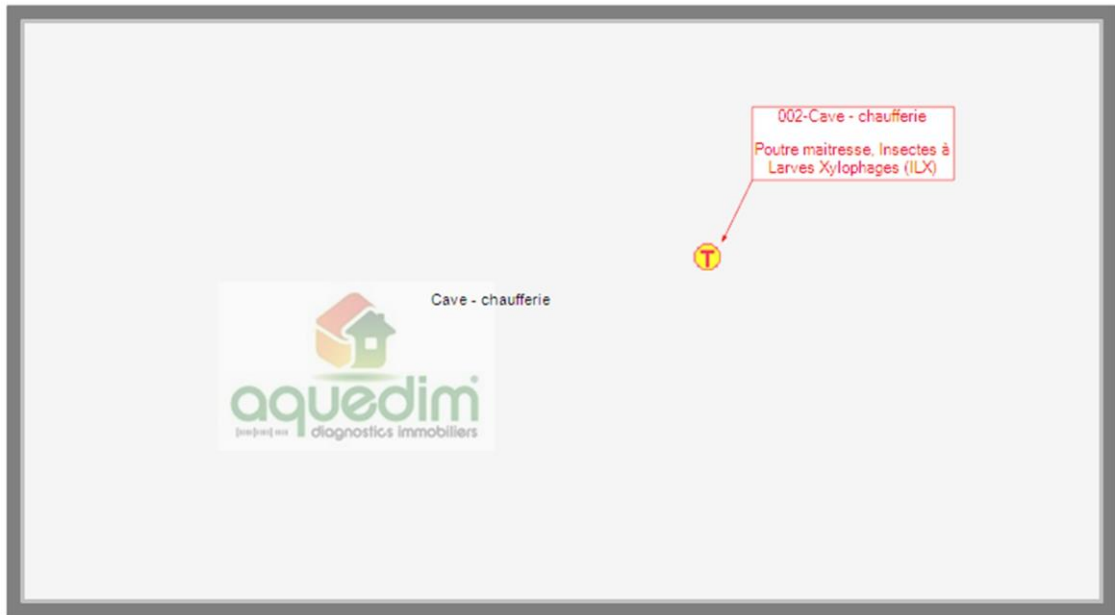 002-Cave - chaufferie
Poutre maitresse, Insectes à
Larves Xylophages (ILX)
T
Cave - chaufferie
aquedim
diagnostics immobiliers